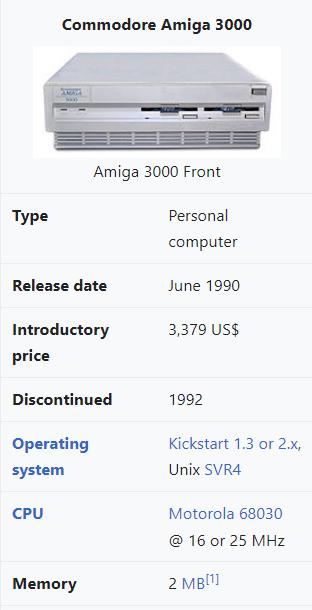 Commodore Amiga 3000
AMIGA
3000
Amiga 3000 Front
Type Personal
computer
Release date June 1990
Introductory 3,379 US$
price
Discontinued 1992
Operating Kickstart 1.3 or 2.x,
system Unix SVR4
CPU Motorola 68030
@ 16 or 25 MHz
Memory 2 MB[1]